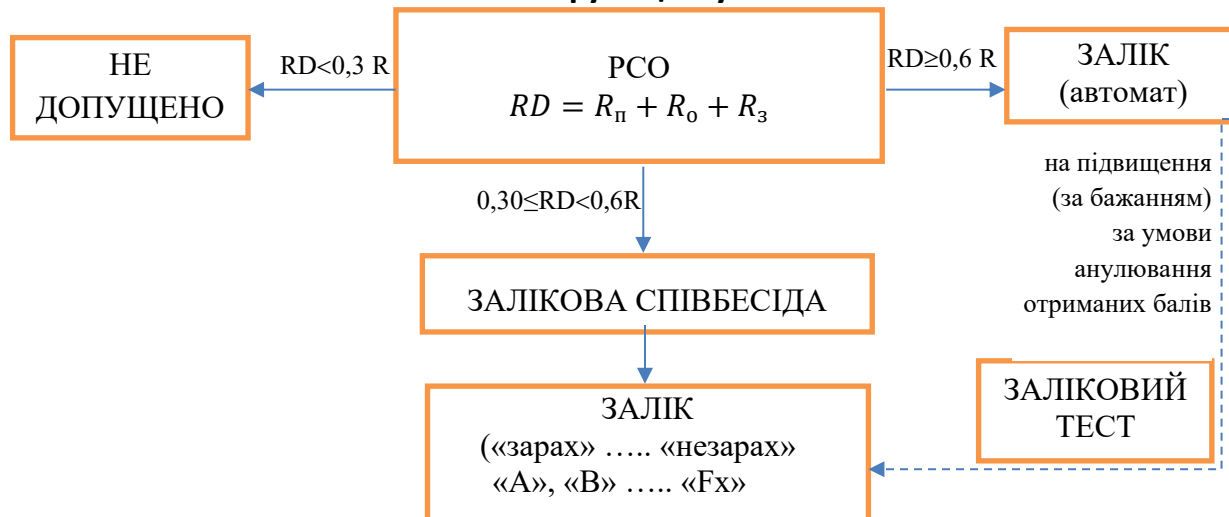 НЕ
ДОПУЩЕНО
RD<0,3 R
РСО
RD = Rп + Rо + Rз
RD≥0,6 R
ЗАЛІК
(автомат)
на підвищення
(за бажанням)
за умови
анулювання
отриманих балів
0,30≤RD<0,6R
ЗАЛІКОВА СПІВБЕСІДА
ЗАЛІК
(«зарах» ….. «незарах»
«А», «В» ….. «Fx»
ЗАЛІКОВИЙ
ТЕСТ